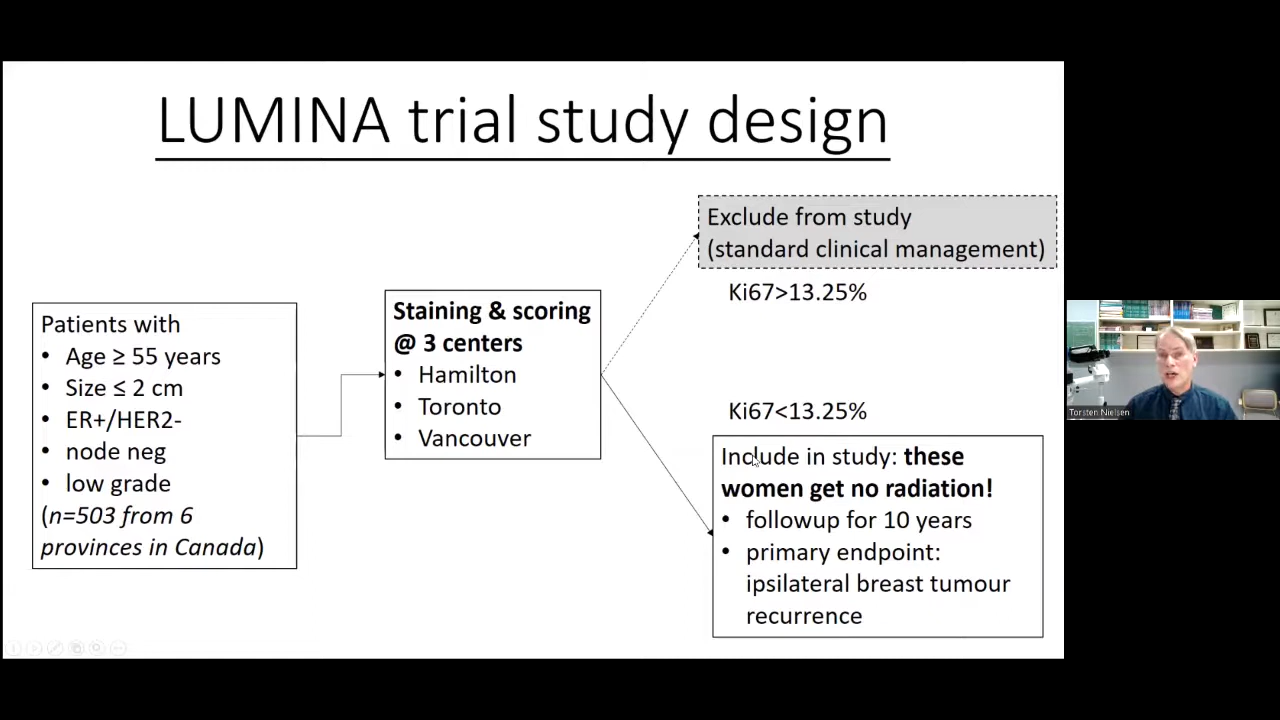 LUMINA trial study design
Patients with
• Age ≥ 55 years
• Size ≤ 2 cm
• ER+/HER2-
• node neg
• low grade
(n=503 from 6
provinces in Canada)
Staining & scoring
@ 3 centers
• Hamilton
• Toronto
• Vancouver
Exclude from study
(standard clinical management)
Ki67>13.25%
Ki67<13.25%
Include in study: these
women get no radiation!
• followup for 10 years
• primary endpoint:
ipsilateral breast tumour
recurrence
Torsten Nielsen